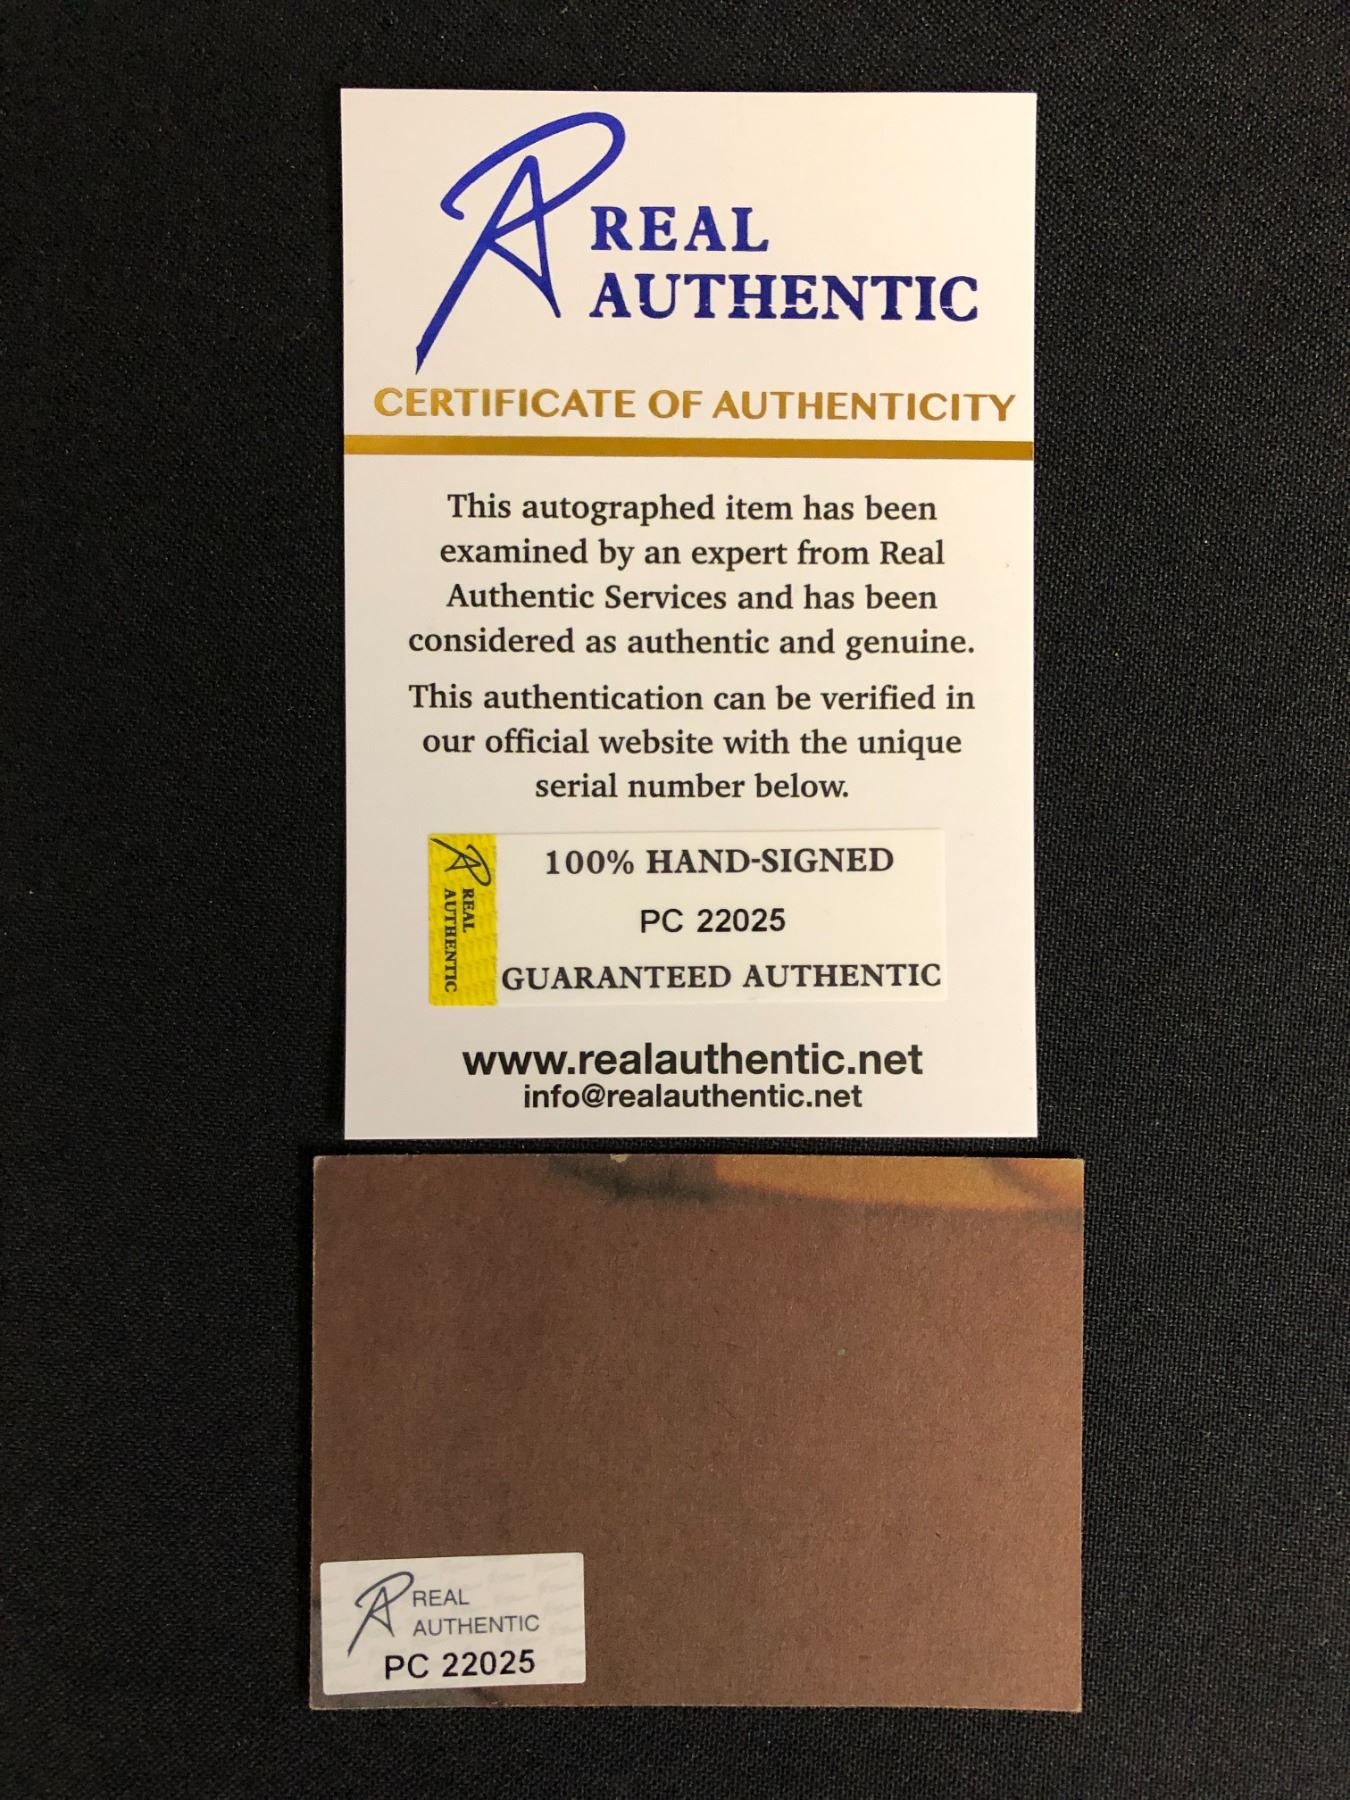 REAL
AUTHENTIC
CERTIFICATE OF AUTHENTICITY
This autographed item has been
examined by an expert from Real
Authentic Services and has been
considered as authentic and genuine.
This authentication can be verified in
our official website with the unique
serial number below.
REAL
AUTHENTIC
100% HAND-SIGNED
PC 22025
GUARANTEED AUTHENTIC
www.realauthentic.net
info@realauthentic.net
REAL
AUTHENTIC
PC 22025